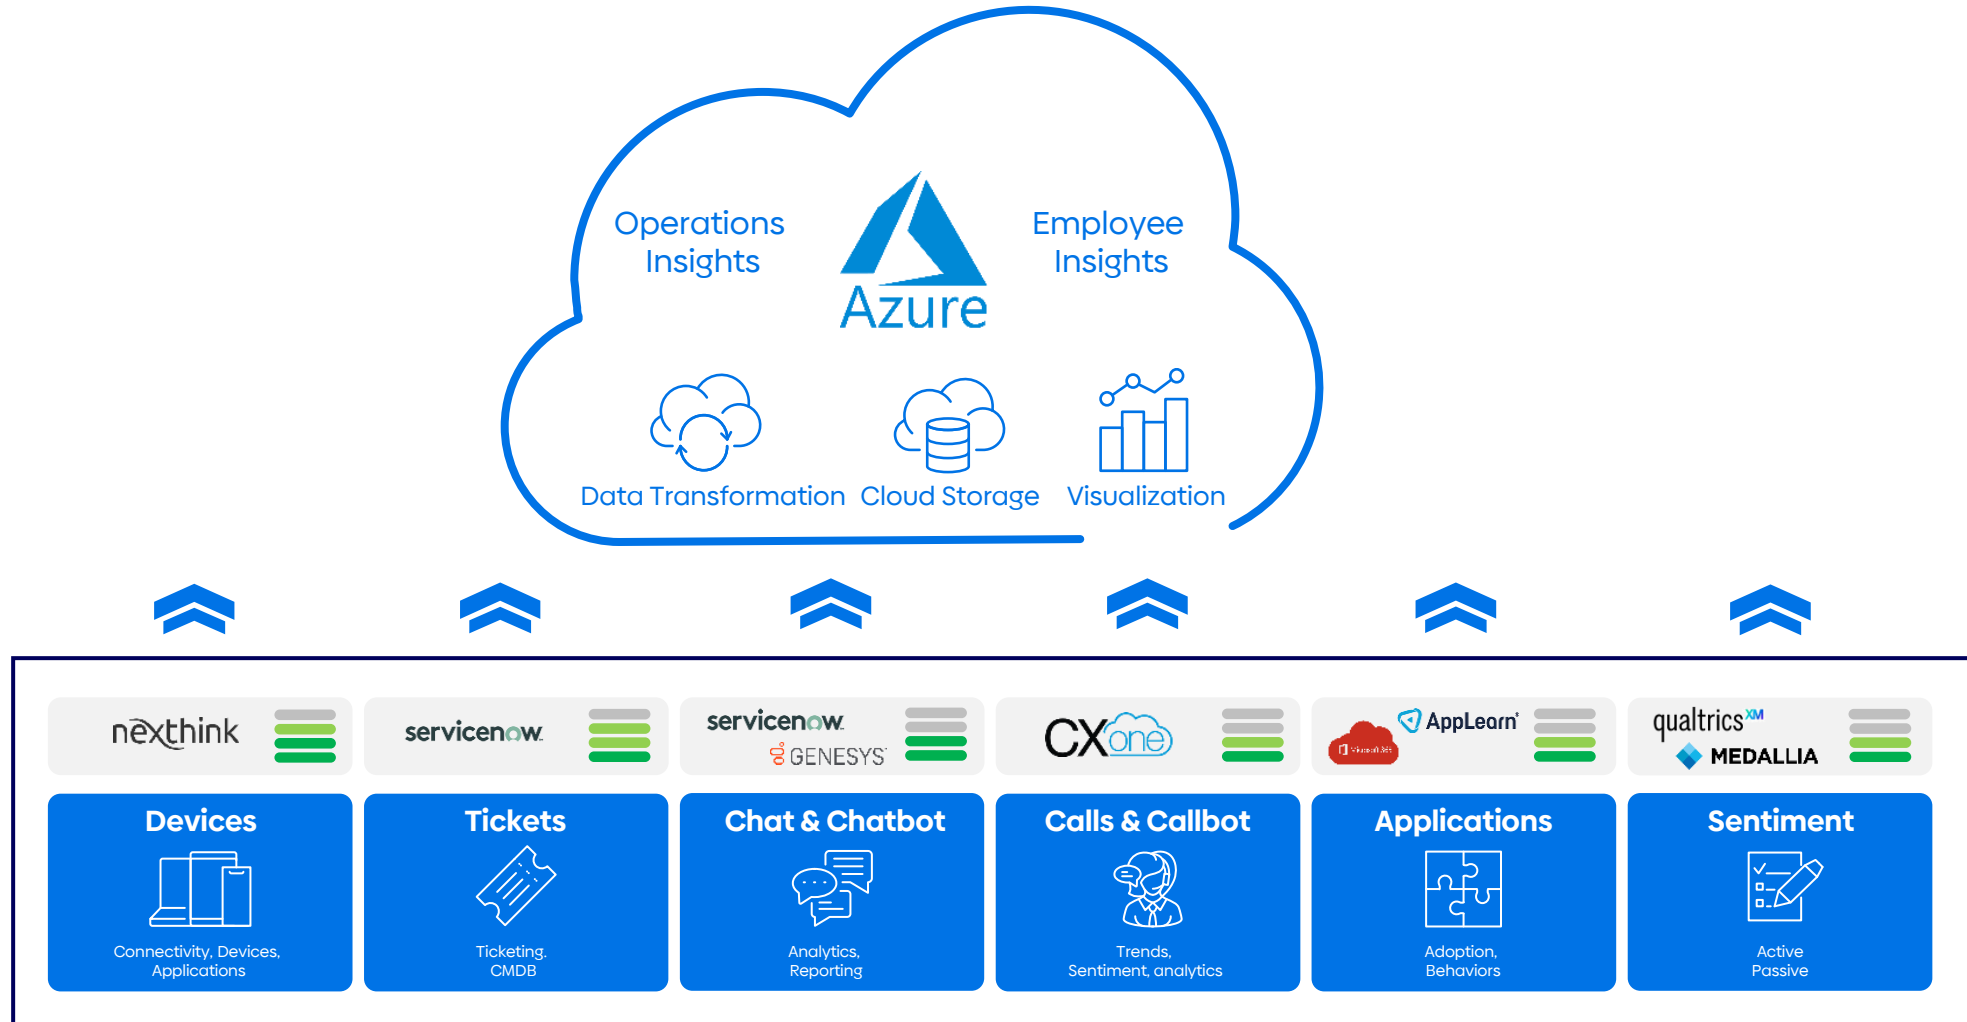 Operations
Insights
Azure
Employee
Insights
Data Transformation
Cloud Storage
Visualization
nexthink
servicenow
servicenow
GENESYS
CXone
Microsoft 365
AppLearn
qualtrics XM
MEDALLIA
Devices
Connectivity, Devices,
Applications
Tickets
Ticketing.
CMDB
Chat & Chatbot
Analytics,
Reporting
Calls & Callbot
Trends,
Sentiment, analytics
Applications
Adoption,
Behaviors
Sentiment
Active
Passive